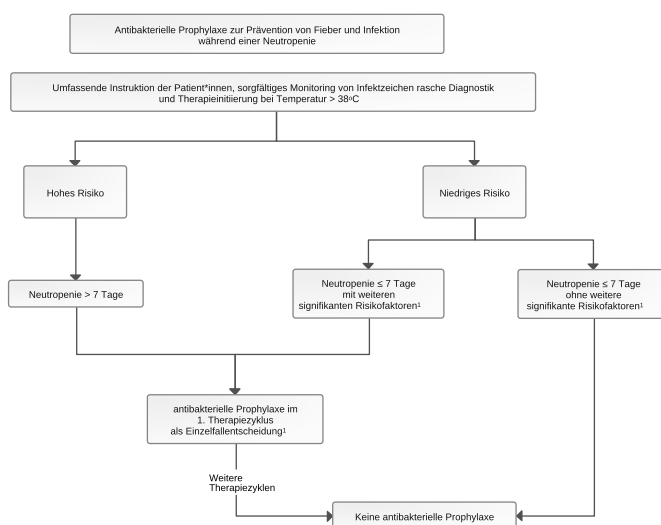 Antibakterielle Prophylaxe zur Prävention von Fieber und Infektion
während einer Neutropenie
Umfassende Instruktion der Patient*innen, sorgfältiges Monitoring von Infektzeichen rasche Diagnostik
und Therapieinitiierung bei Temperatur > 38ºC
Hohes Risiko
Niedriges Risiko
Neutropenie > 7 Tage
Neutropenie ≤ 7 Tage
mit weiteren
signifikanten Risikofaktoren¹
Neutropenie ≤ 7 Tage
ohne weitere
signifikante Risikofaktoren¹
antibakterielle Prophylaxe im
1. Therapiezyklus
als Einzelfallentscheidung¹
Weitere
Therapiezyklen
Keine antibakterielle Prophylaxe